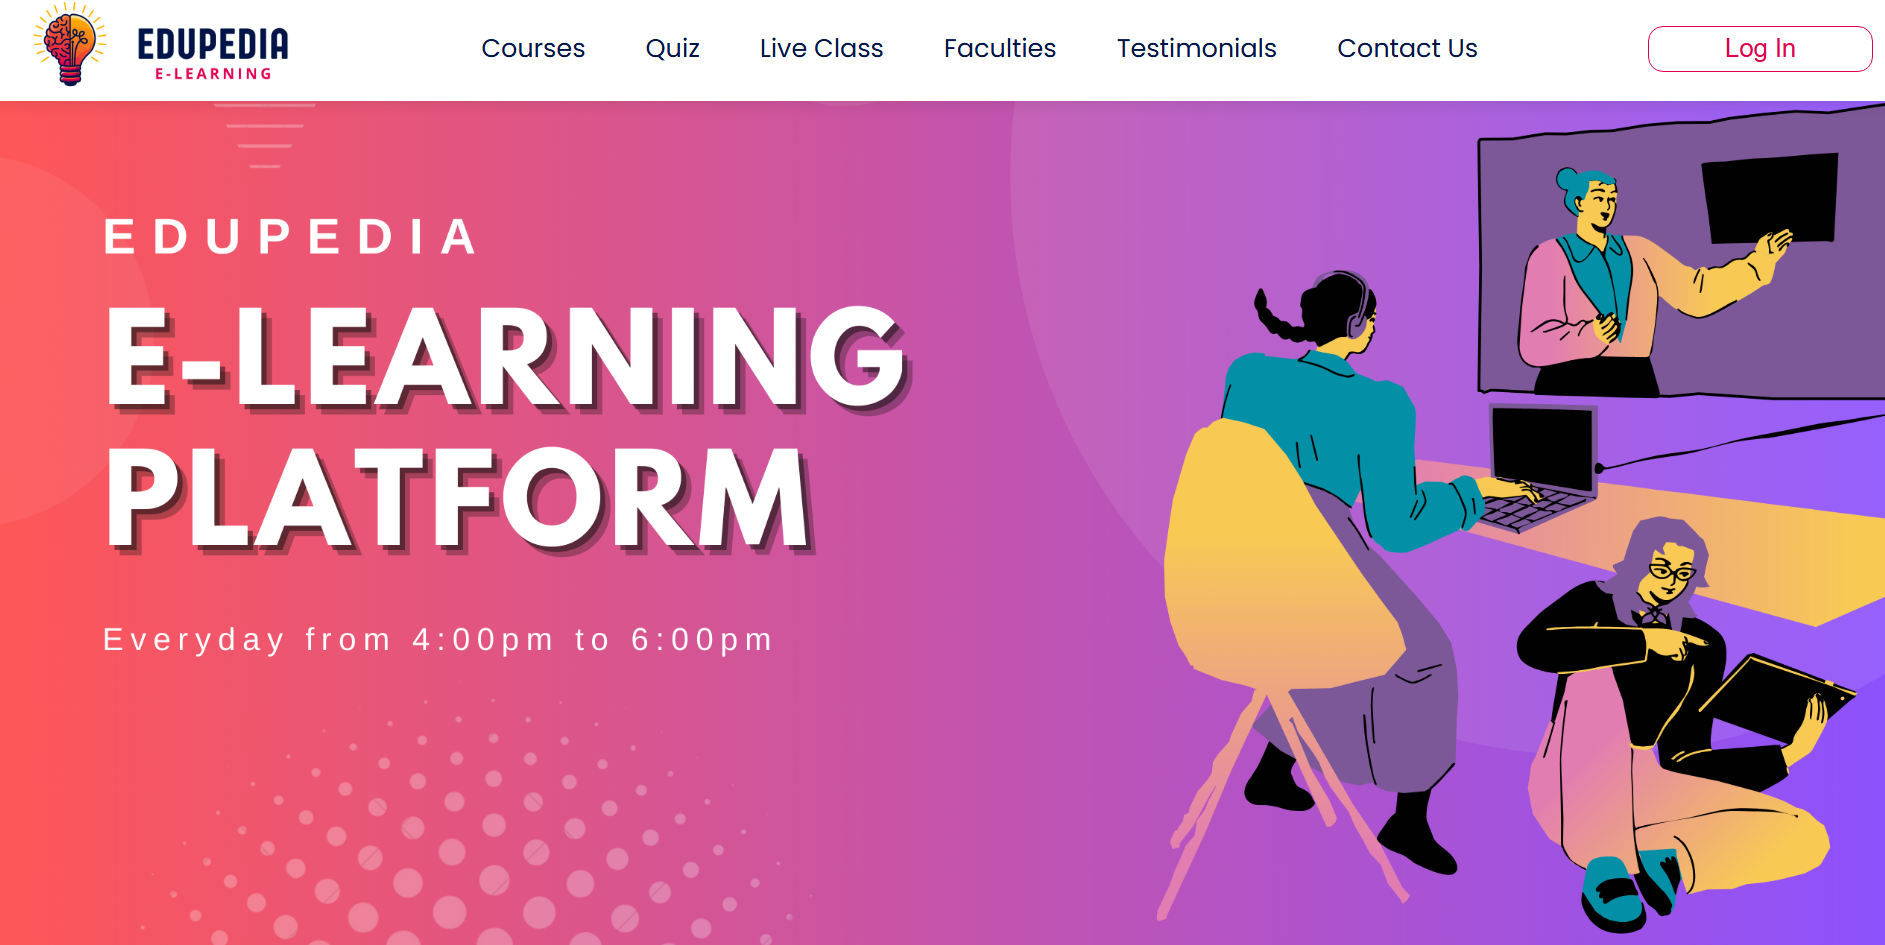 EDUPEDIA
E-LEARNING
Courses Quiz Live Class Faculties Testimonials Contact Us Log In
EDUPEDIA
E-LEARNING
PLATFORM
Everyday from 4:00pm to 6:00pm